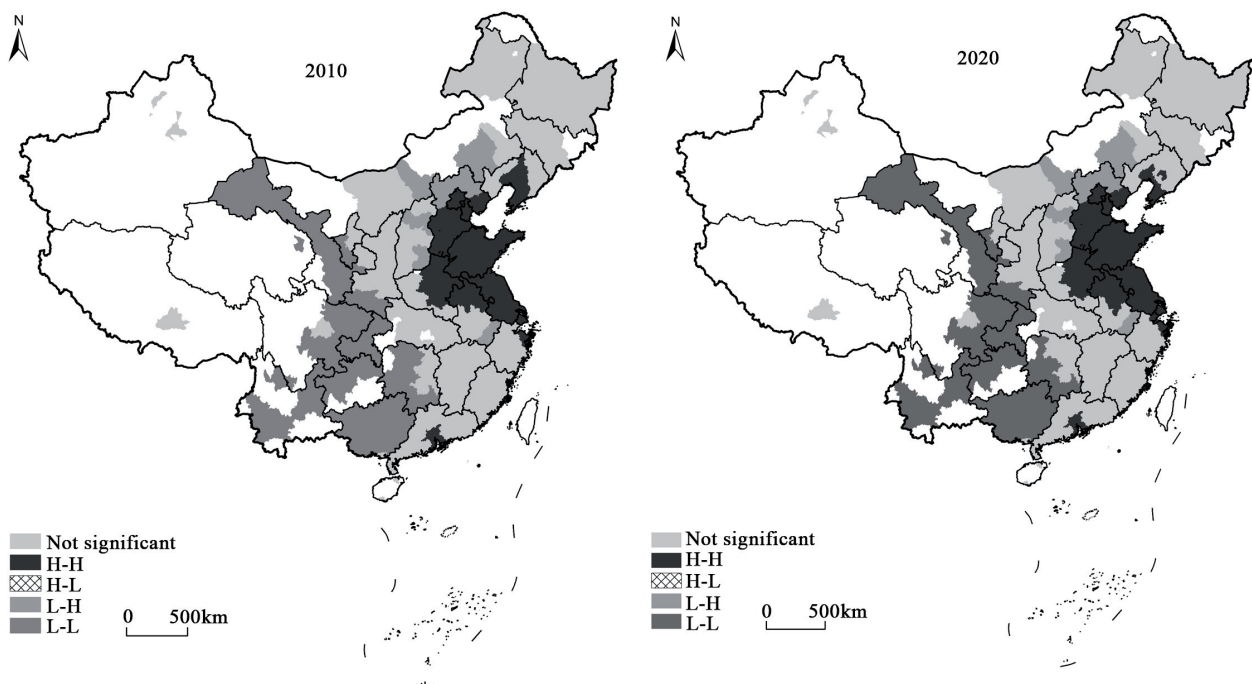 N
2010
Not significant
H-H
H-L
L-H
L-L
0 500km
N
2020
Not significant
H-H
H-L
L-H
L-L
0 500km